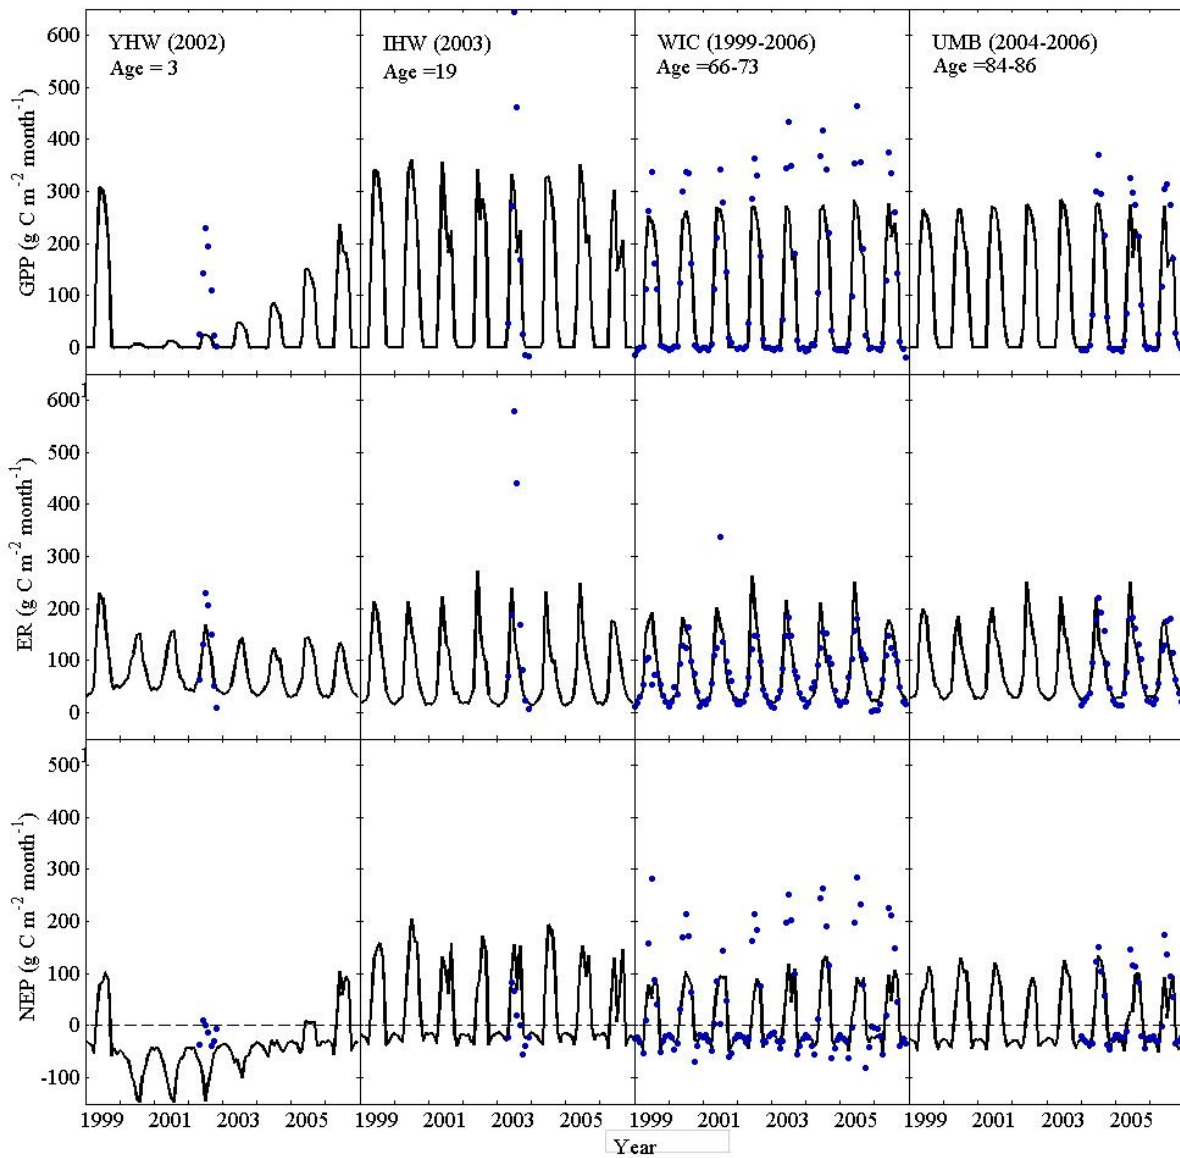 YHW (2002)
Age = 3
IHW (2003)
Age =19
WIC (1999-2006)
Age =66-73
UMB (2004-2006)
Age =84-86
GPP (g C m-2 month-1)
600
500
400
300
200
100
0
ER (g C m-2 month-1)
600
500
400
300
200
100
0
NEP (g C m-2 month-1)
500
400
300
200
100
0
-100
1999 2001 2003 2005 1999 2001 2003 2005 1999 2001 2003 2005 1999 2001 2003 2005
Year